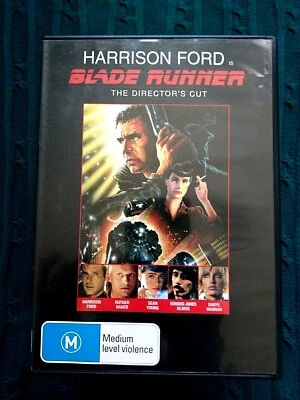 HARRISON FORD IS
BLADE RUNNER
THE DIRECTOR'S CUT
HARRISON FORD
RUTGER HAUER
SEAN YOUNG
EDWARD JAMES OLMOS
DARYL HANNAH
M
Medium
level violence